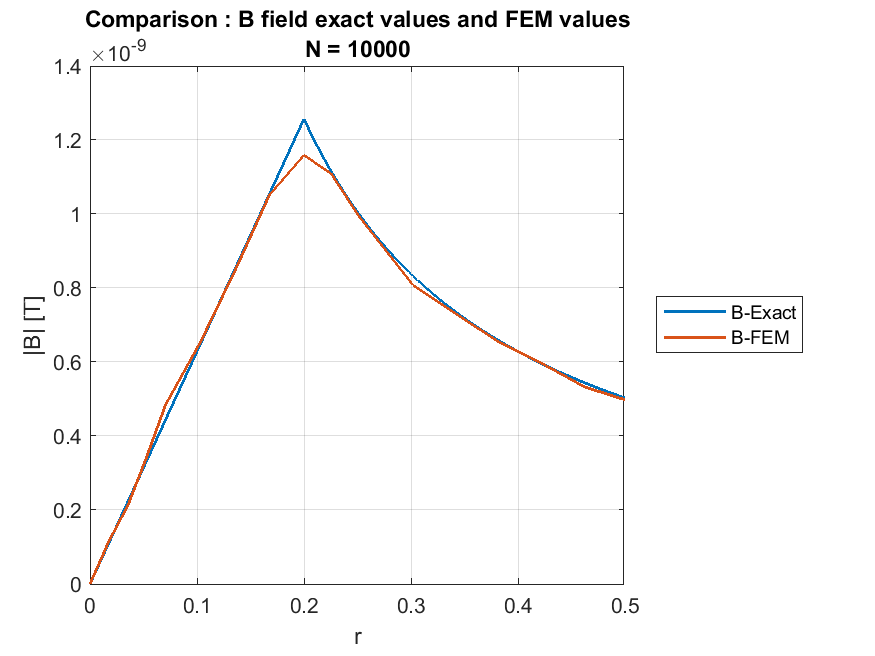 Comparison : B field exact values and FEM values
N = 10000
×10-9
1.4
1.2
1
0.8
0.6
0.4
0.2
0
|B| [T]
0 0.1 0.2 0.3 0.4 0.5
r
B-Exact
B-FEM